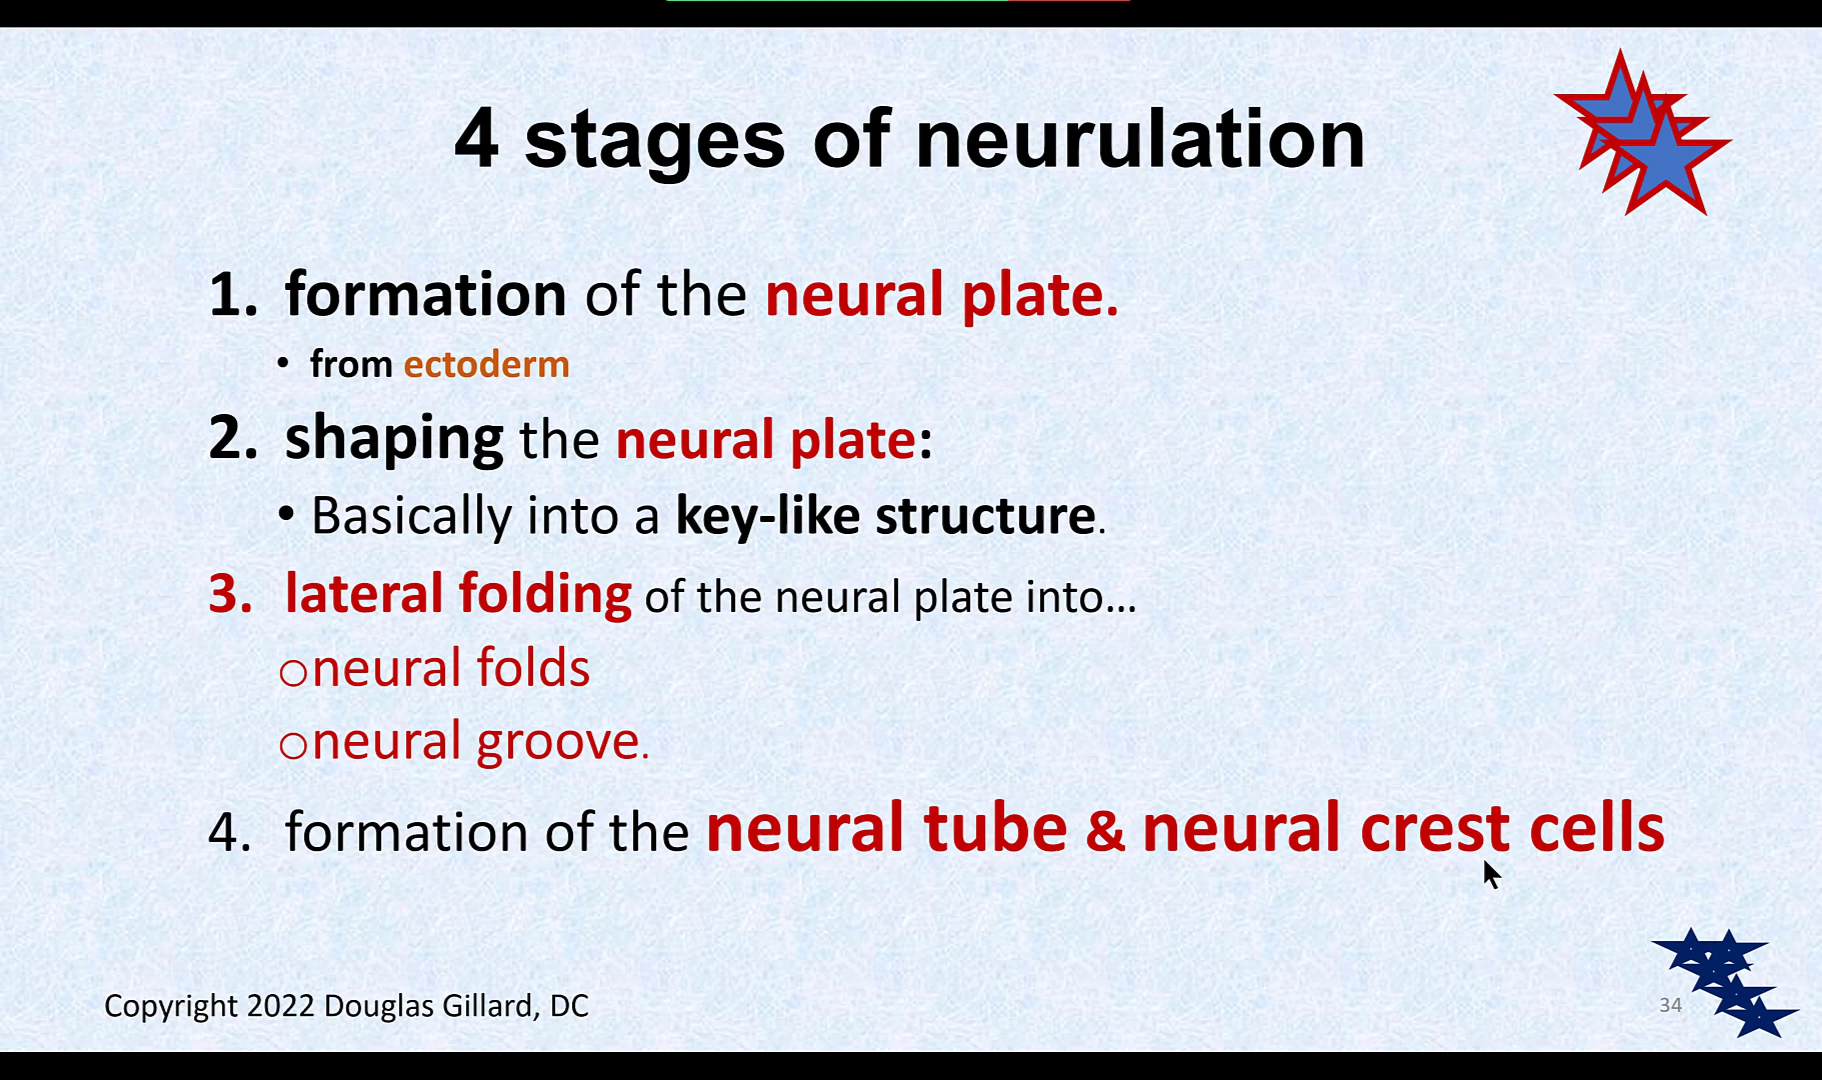 4 stages of neurulation
1. formation of the neural plate.
• from ectoderm
2. shaping the neural plate:
• Basically into a key-like structure.
3. lateral folding of the neural plate into...
○neural folds
○neural groove.
4. formation of the neural tube & neural crest cells
Copyright 2022 Douglas Gillard, DC
34